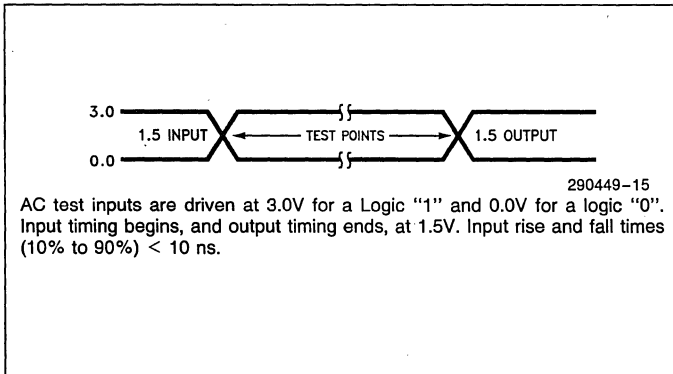 3.0
1.5 INPUT TEST POINTS 1.5 OUTPUT
0.0
290449-15
AC test inputs are driven at 3.0V for a Logic "1" and 0.0V for a logic "0".
Input timing begins, and output timing ends, at 1.5V. Input rise and fall times
(10% to 90%) < 10 ns.